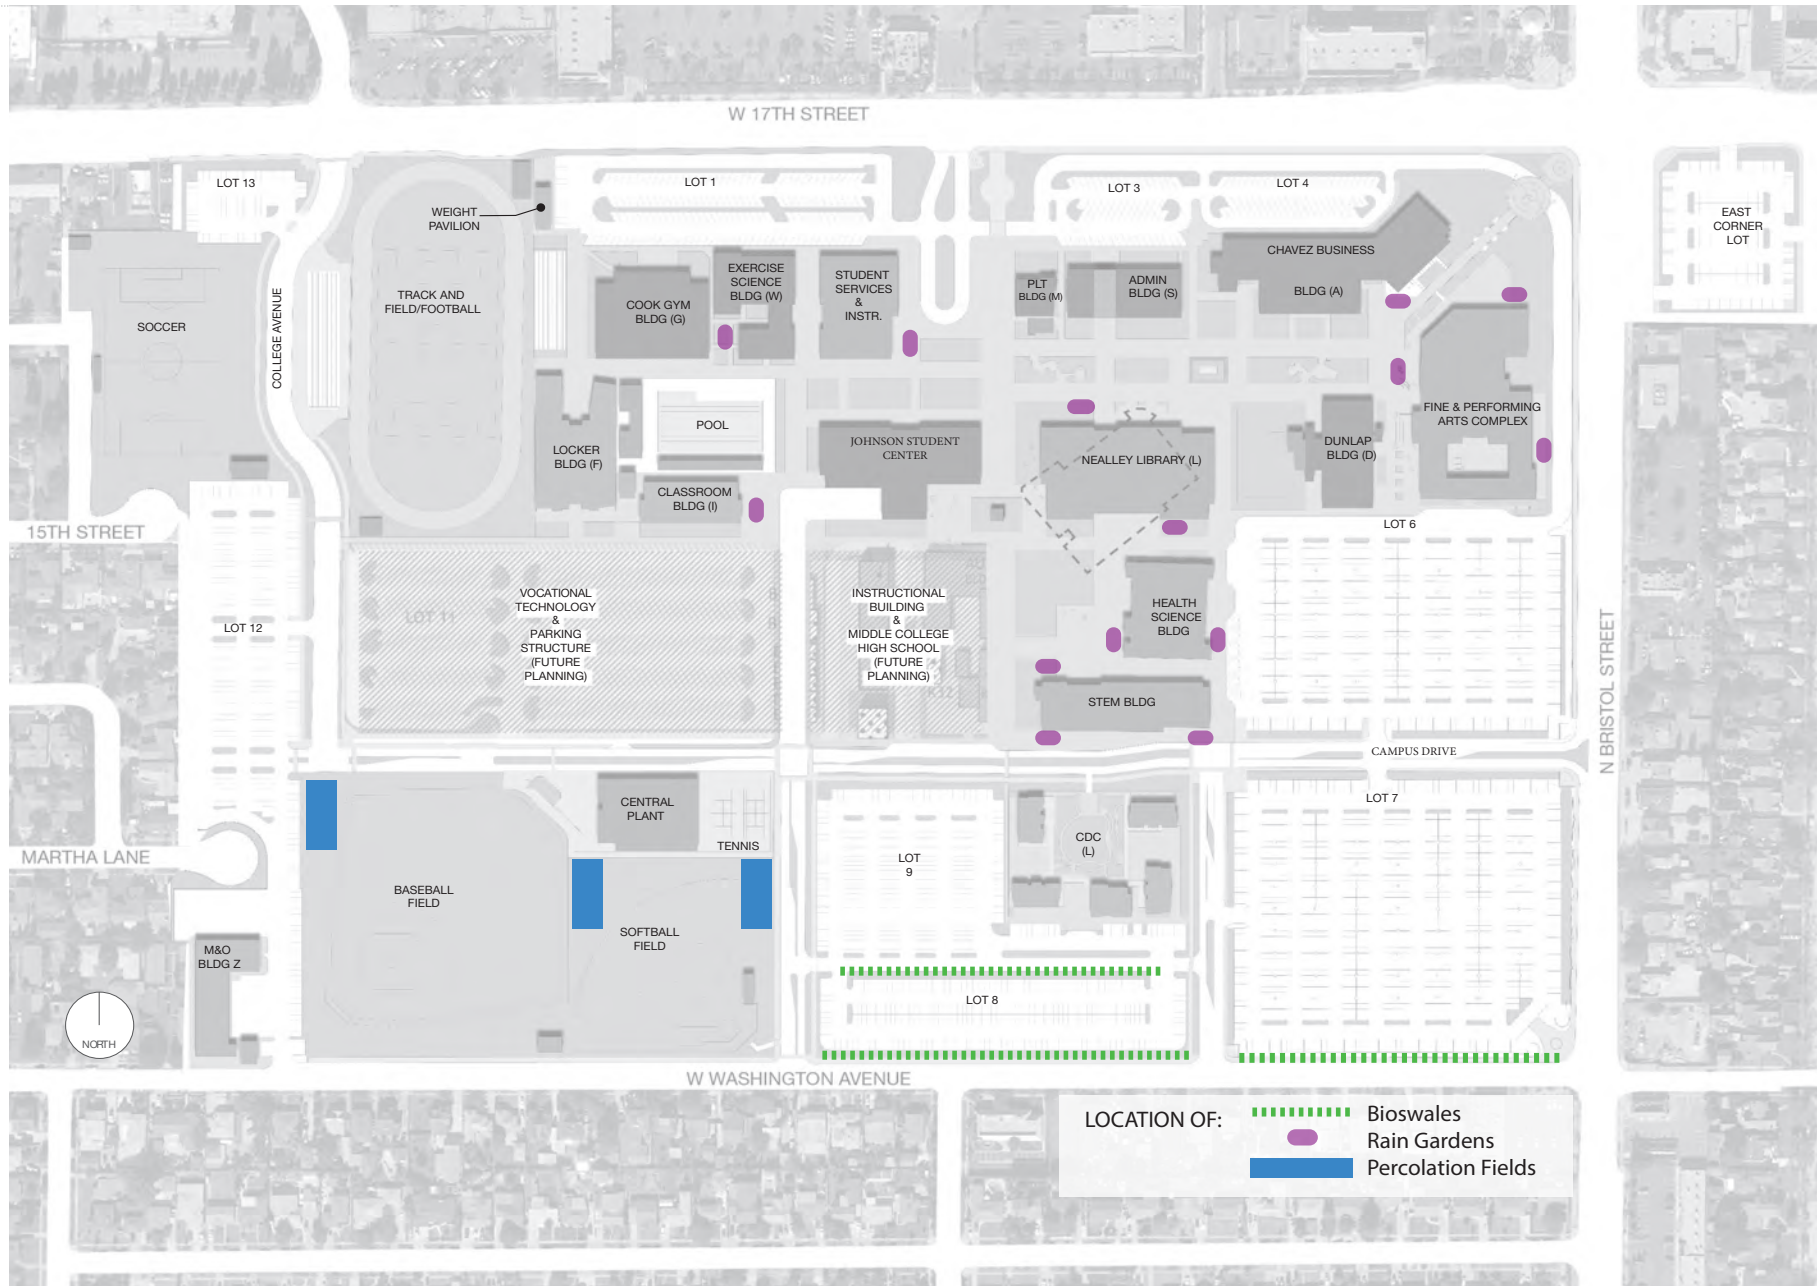 W 17TH STREET
LOT 13
LOT 1
LOT 3
LOT 4
WEIGHT
PAVILION
EAST
CORNER
LOT
CHAVEZ BUSINESS
BLDG (A)
EXERCISE
SCIENCE
BLDG (W)
STUDENT
SERVICES
&
INSTR.
PLT
BLDG (M)
ADMIN
BLDG (S)
COOK GYM
BLDG (G)
TRACK AND
FIELD/FOOTBALL
SOCCER
COLLEGE AVENUE
FINE & PERFORMING
ARTS COMPLEX
POOL
JOHNSON STUDENT
CENTER
DUNLAP
BLDG (D)
LOCKER
BLDG (F)
NEALLEY LIBRARY (L)
CLASSROOM
BLDG (I)
15TH STREET
LOT 6
VOCATIONAL
TECHNOLOGY
&
PARKING
STRUCTURE
(FUTURE
PLANNING)
LOT 11
INSTRUCTIONAL
BUILDING
&
MIDDLE COLLEGE
HIGH SCHOOL
(FUTURE
PLANNING)
HEALTH
SCIENCE
BLDG
LOT 12
N BRISTOL STREET
STEM BLDG
CAMPUS DRIVE
CENTRAL
PLANT
TENNIS
LOT 7
CDC
(L)
LOT
9
MARTHA LANE
BASEBALL
FIELD
SOFTBALL
FIELD
M&O
BLDG Z
LOT 8
NORTH
W WASHINGTON AVENUE
LOCATION OF:
Bioswales
Rain Gardens
Percolation Fields